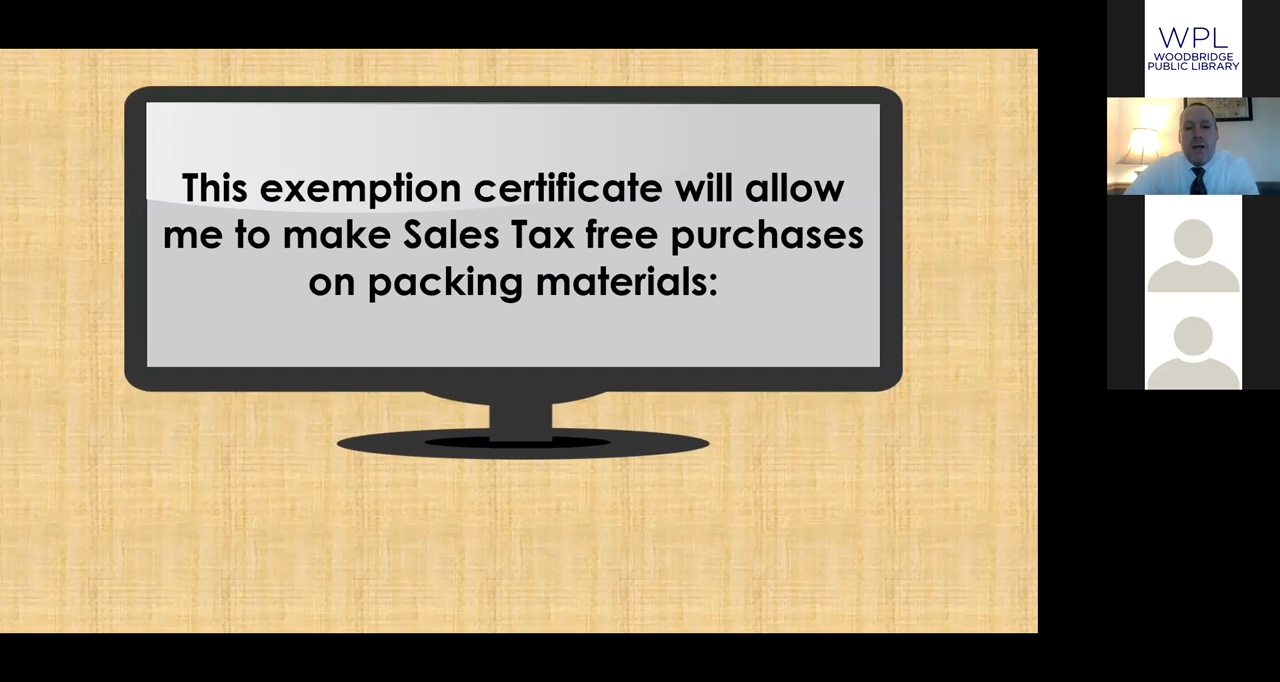 This exemption certificate will allow
me to make Sales Tax free purchases
on packing materials:
WPL
WOODBRIDGE
PUBLIC LIBRARY